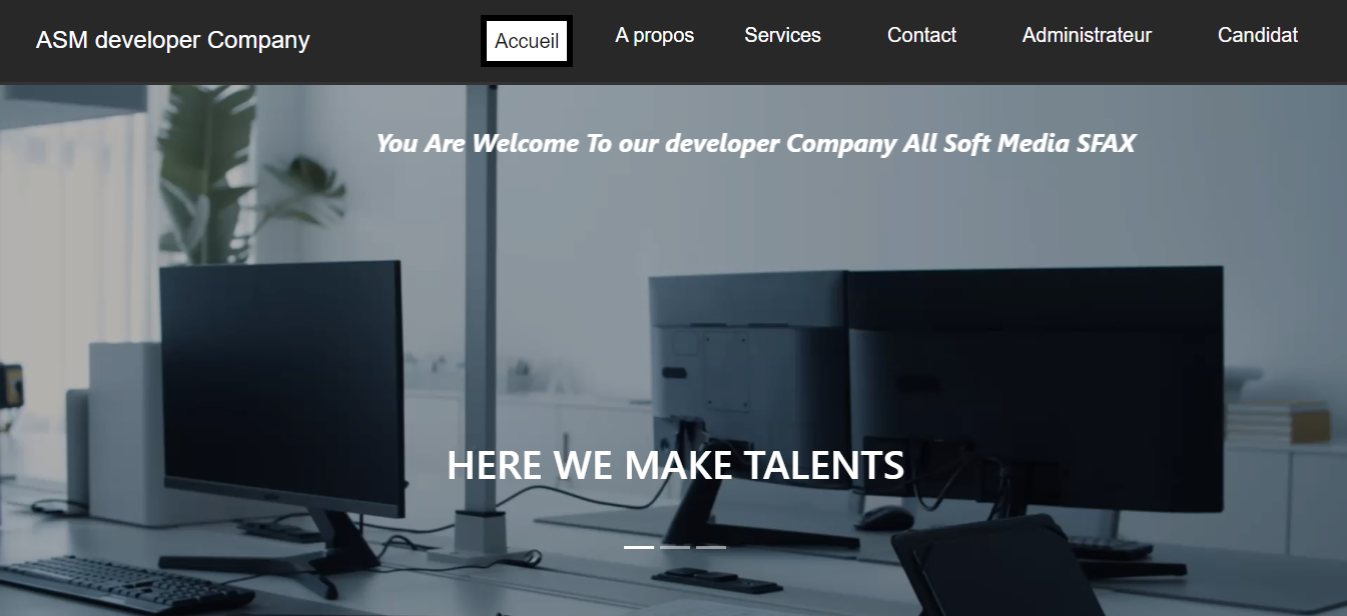 ASM developer Company
Accueil
A propos
Services
Contact
Administrateur
Candidat
You Are Welcome To our developer Company All Soft Media SFAX
HERE WE MAKE TALENTS